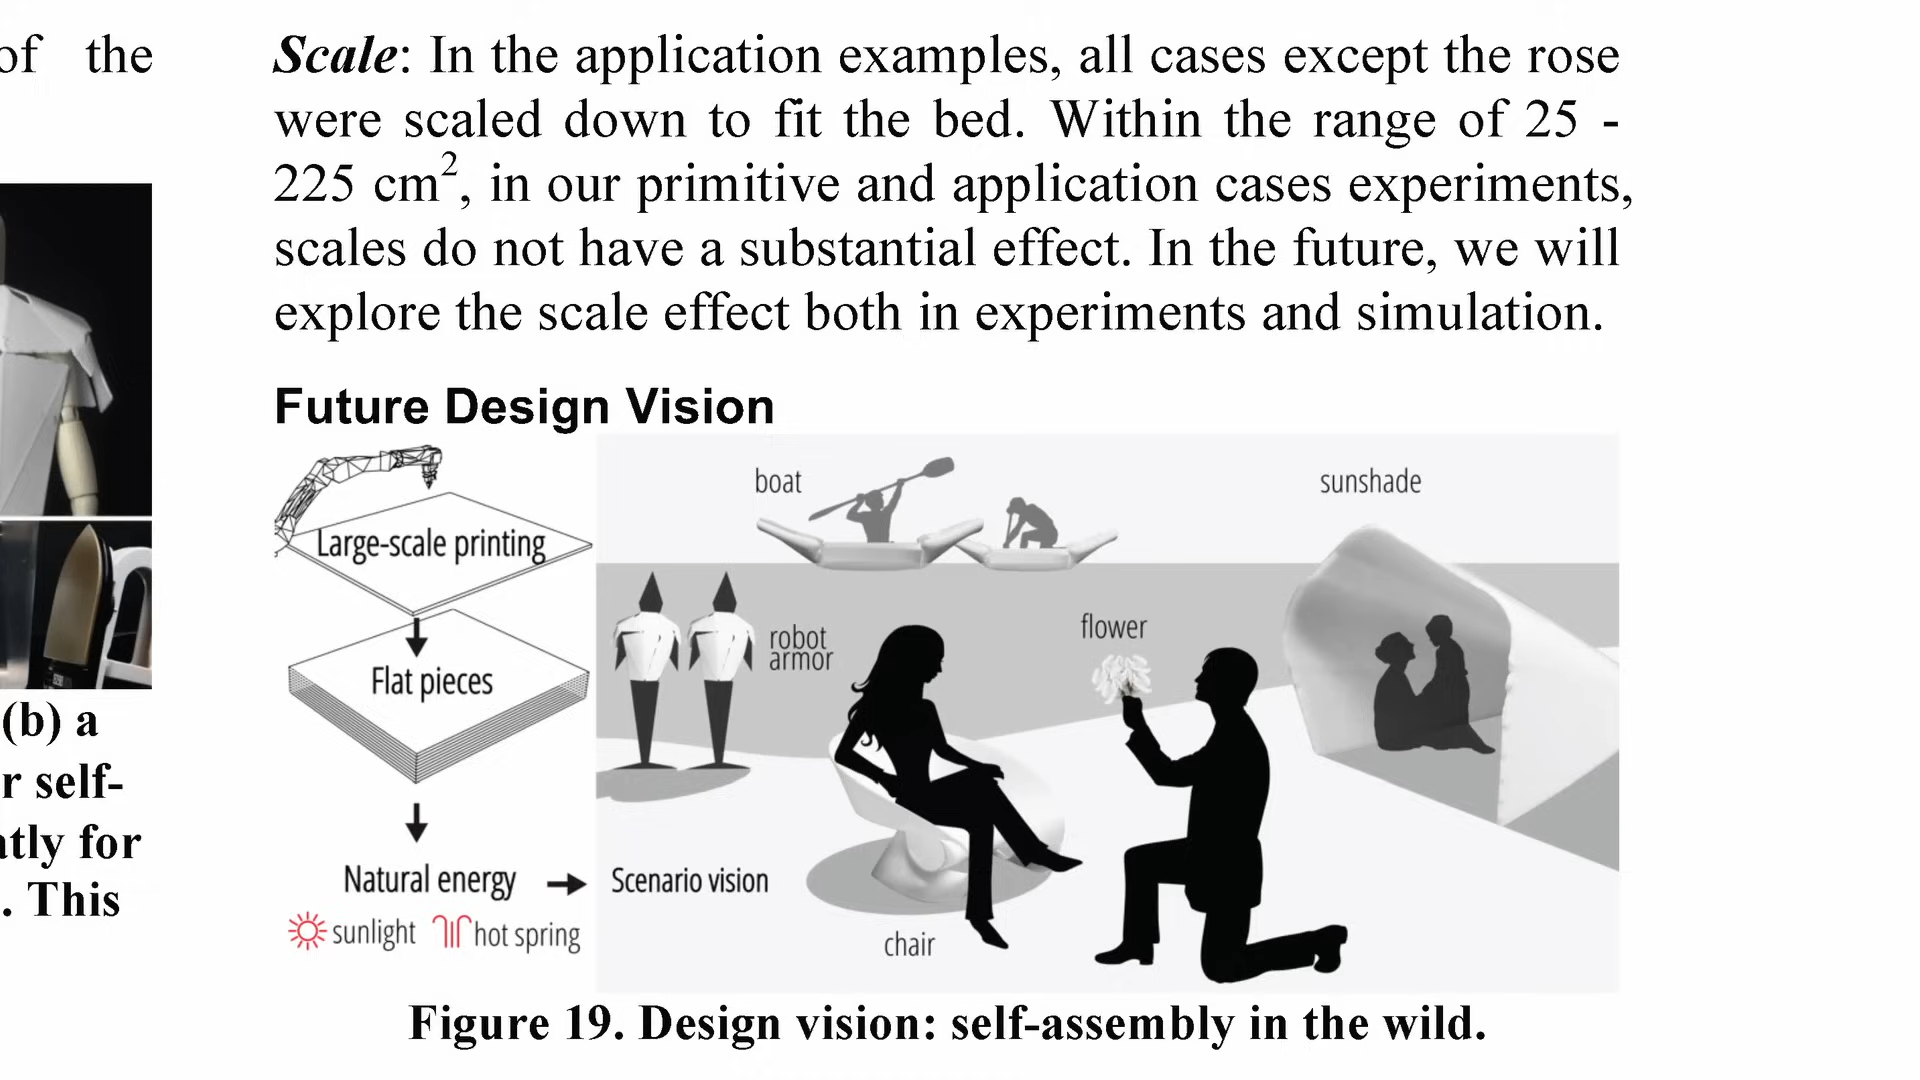 of the
(b) a
r self-
atly for
. This
Scale: In the application examples, all cases except the rose
were scaled down to fit the bed. Within the range of 25 -
225 cm², in our primitive and application cases experiments,
scales do not have a substantial effect. In the future, we will
explore the scale effect both in experiments and simulation.
Future Design Vision
Large-scale printing
Flat pieces
Natural energy
sunlight hot spring
Scenario vision
boat
sunshade
robot
armor
flower
chair
Figure 19. Design vision: self-assembly in the wild.